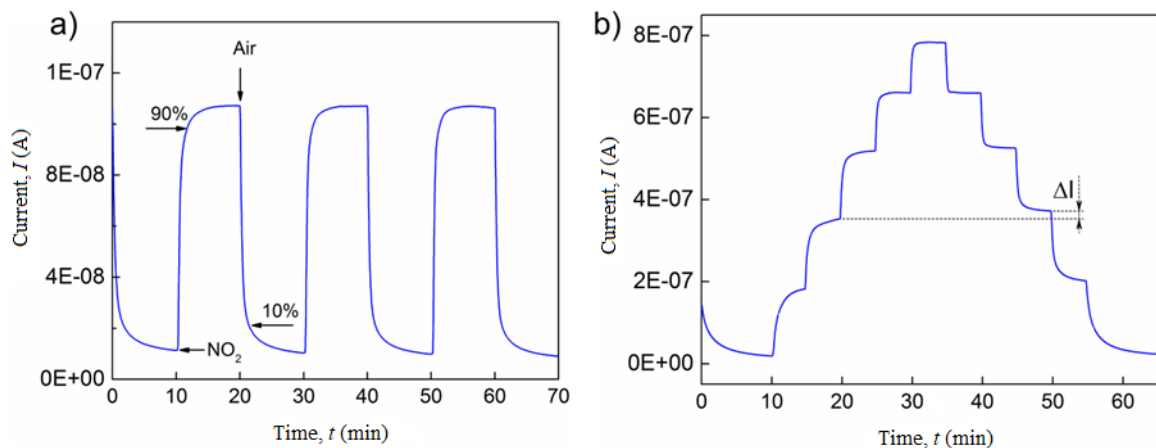 a)
Air
90%
10%
NO₂
1E-07
8E-08
4E-08
0E+00
0 10 20 30 40 50 60 70
Current, I (A)
Time, t (min)
b)
ΔI
8E-07
6E-07
4E-07
2E-07
0E+00
0 10 20 30 40 50 60
Current, I (A)
Time, t (min)